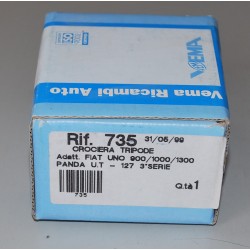 Vema Ricambi Auto
VEMA
Rif. 735 31/05/99
CROCIERA TRIPODE
Adatt. FIAT UNO 900/1000/1300
PANDA U.T - 127 3°SERIE
Q.tà 1
735